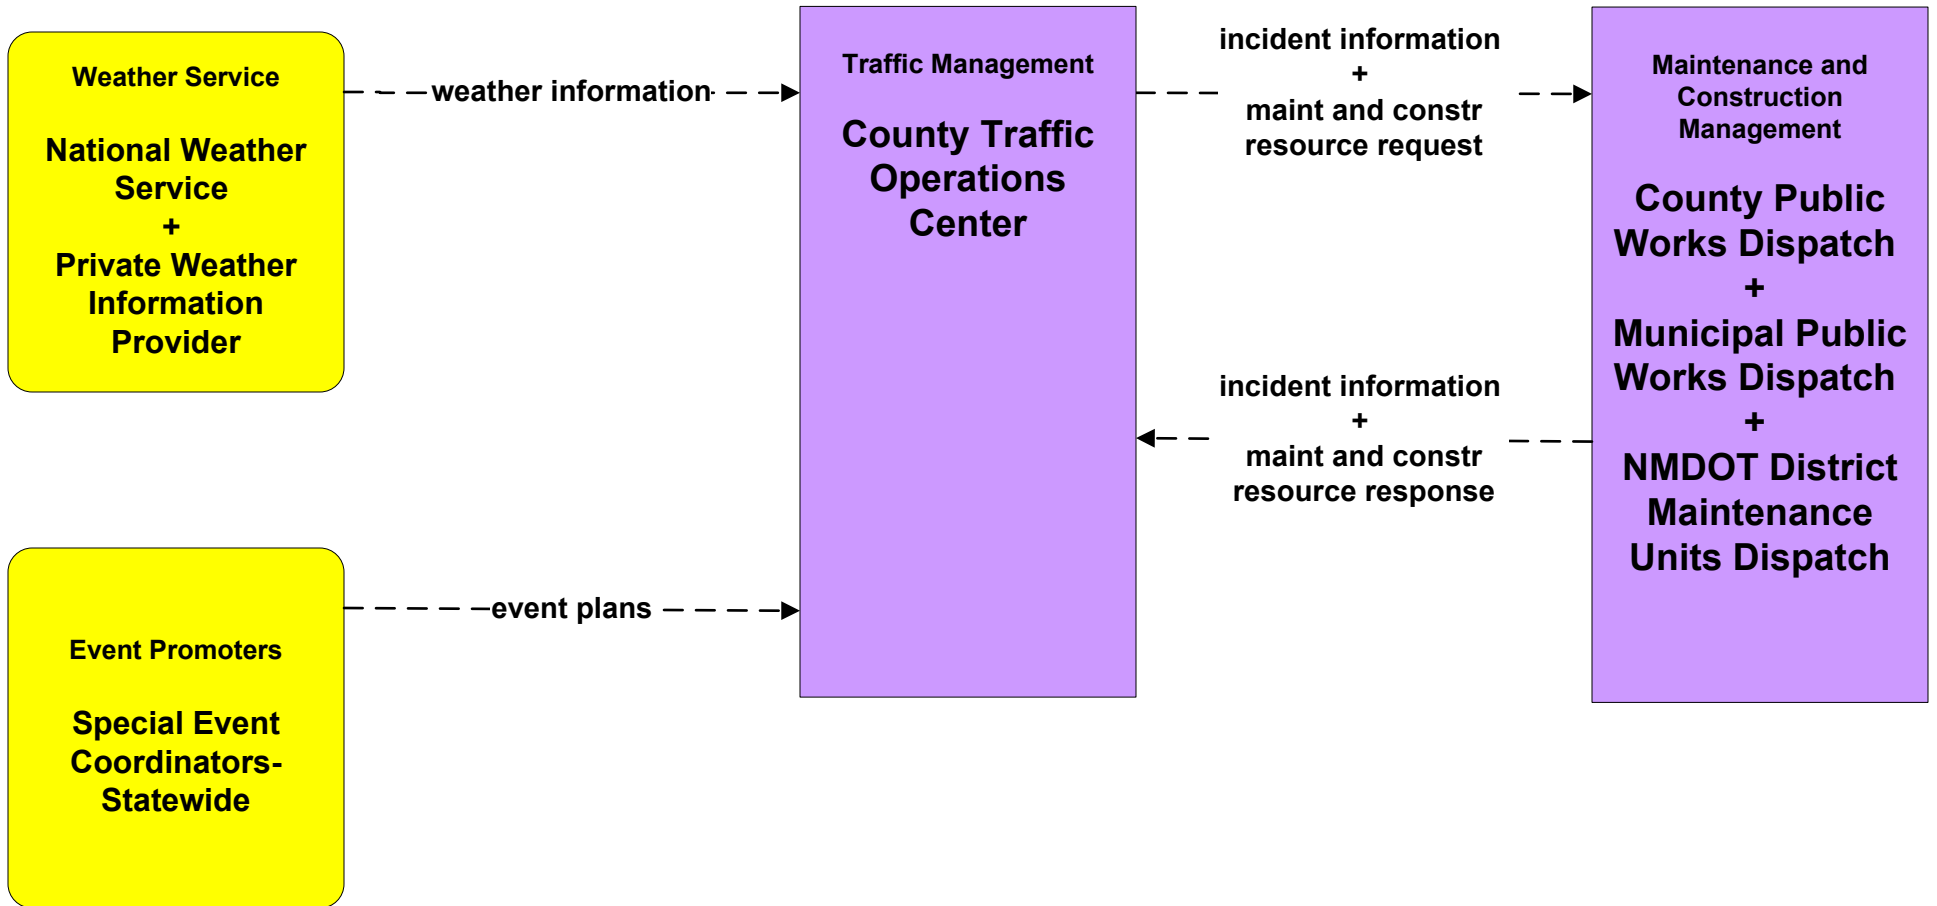 Weather Service
National Weather
Service
+
Private Weather
Information
Provider
weather information
Traffic Management
County Traffic
Operations
Center
incident information
+
maint and constr
resource request
Maintenance and
Construction
Management
County Public
Works Dispatch
+
Municipal Public
Works Dispatch
+
NMDOT District
Maintenance
Units Dispatch
incident information
+
maint and constr
resource response
Event Promoters
Special Event
Coordinators-
Statewide
event plans